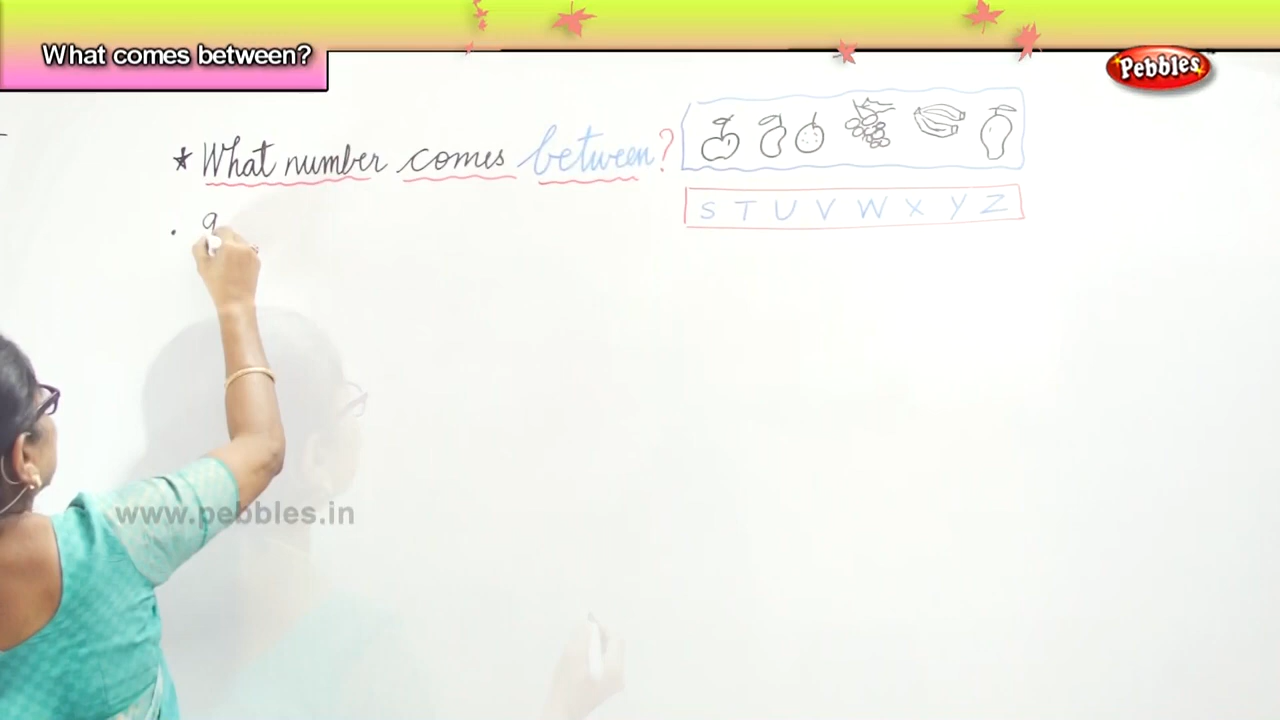 What comes between?
Pebbles
* What number comes between?
S T U V W X Y Z
. 9
www.pebbles.in